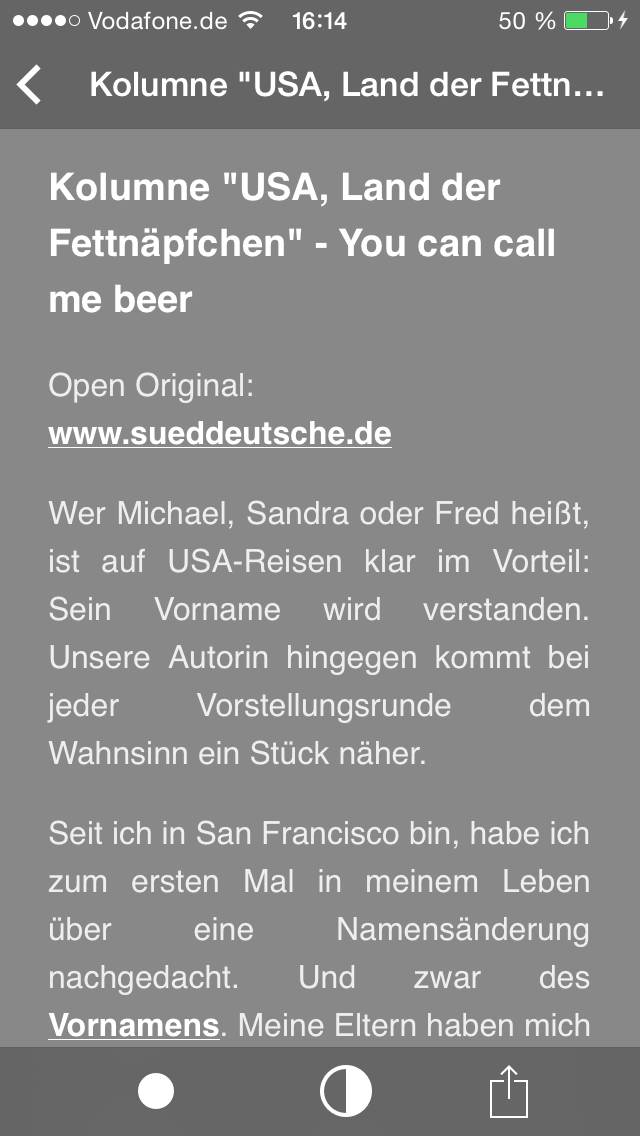 Vodafone.de 16:14 50 %
Kolumne "USA, Land der Fettn...
Kolumne "USA, Land der
Fettnäpfchen" - You can call
me beer
Open Original:
www.sueddeutsche.de
Wer Michael, Sandra oder Fred heißt,
ist auf USA-Reisen klar im Vorteil:
Sein Vorname wird verstanden.
Unsere Autorin hingegen kommt bei
jeder Vorstellungsrunde dem
Wahnsinn ein Stück näher.
Seit ich in San Francisco bin, habe ich
zum ersten Mal in meinem Leben
über eine Namensänderung
nachgedacht. Und zwar des
Vornamens. Meine Eltern haben mich